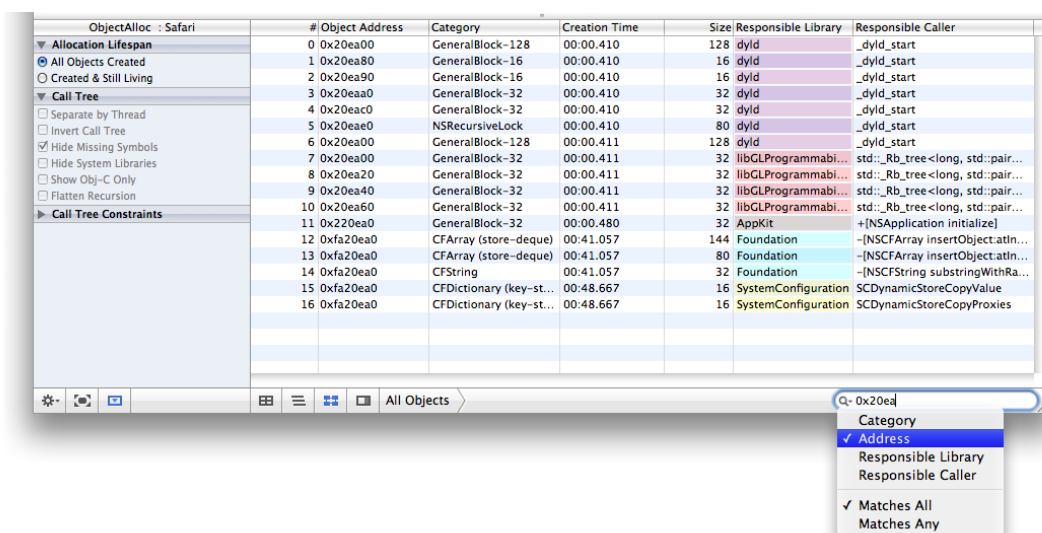 ObjectAlloc : Safari # Object Address Category Creation Time Size Responsible Library Responsible Caller
Allocation Lifespan 0 0x20ea00 GeneralBlock-128 00:00.410 128 dyld _dyld_start
All Objects Created 1 0x20ea80 GeneralBlock-16 00:00.410 16 dyld _dyld_start
Created & Still Living 2 0x20ea90 GeneralBlock-16 00:00.410 16 dyld _dyld_start
Call Tree 3 0x20eaa0 GeneralBlock-32 00:00.410 32 dyld _dyld_start
Separate by Thread 4 0x20eac0 GeneralBlock-32 00:00.410 32 dyld _dyld_start
Invert Call Tree 5 0x20eae0 NSRecursiveLock 00:00.410 80 dyld _dyld_start
Hide Missing Symbols 6 0x20ea00 GeneralBlock-128 00:00.411 128 dyld _dyld_start
Hide System Libraries 7 0x20ea00 GeneralBlock-32 00:00.411 32 libGLProgrammabi... std::_Rb_tree<long, std::pair...
Show Obj-C Only 8 0x20ea20 GeneralBlock-32 00:00.411 32 libGLProgrammabi... std::_Rb_tree<long, std::pair...
Flatten Recursion 9 0x20ea40 GeneralBlock-32 00:00.411 32 libGLProgrammabi... std::_Rb_tree<long, std::pair...
Call Tree Constraints 10 0x20ea60 GeneralBlock-32 00:00.411 32 libGLProgrammabi... std::_Rb_tree<long, std::pair...
11 0x220ea0 GeneralBlock-32 00:00.480 32 AppKit +[NSApplication initialize]
12 0xfa20ea0 CFArray (store-deque) 00:41.057 144 Foundation -[NSCFArray insertObject:atIn...
13 0xfa20ea0 CFArray (store-deque) 00:41.057 80 Foundation -[NSCFArray insertObject:atIn...
14 0xfa20ea0 CFString 00:41.057 32 Foundation -[NSCFString substringWithRa...
15 0xfa20ea0 CFDictionary (key-st... 00:48.667 16 SystemConfiguration SCDynamicStoreCopyValue
16 0xfa20ea0 CFDictionary (key-st... 00:48.667 16 SystemConfiguration SCDynamicStoreCopyProxies
All Objects 0x20ea
Category
✓ Address
Responsible Library
Responsible Caller
✓ Matches All
Matches Any